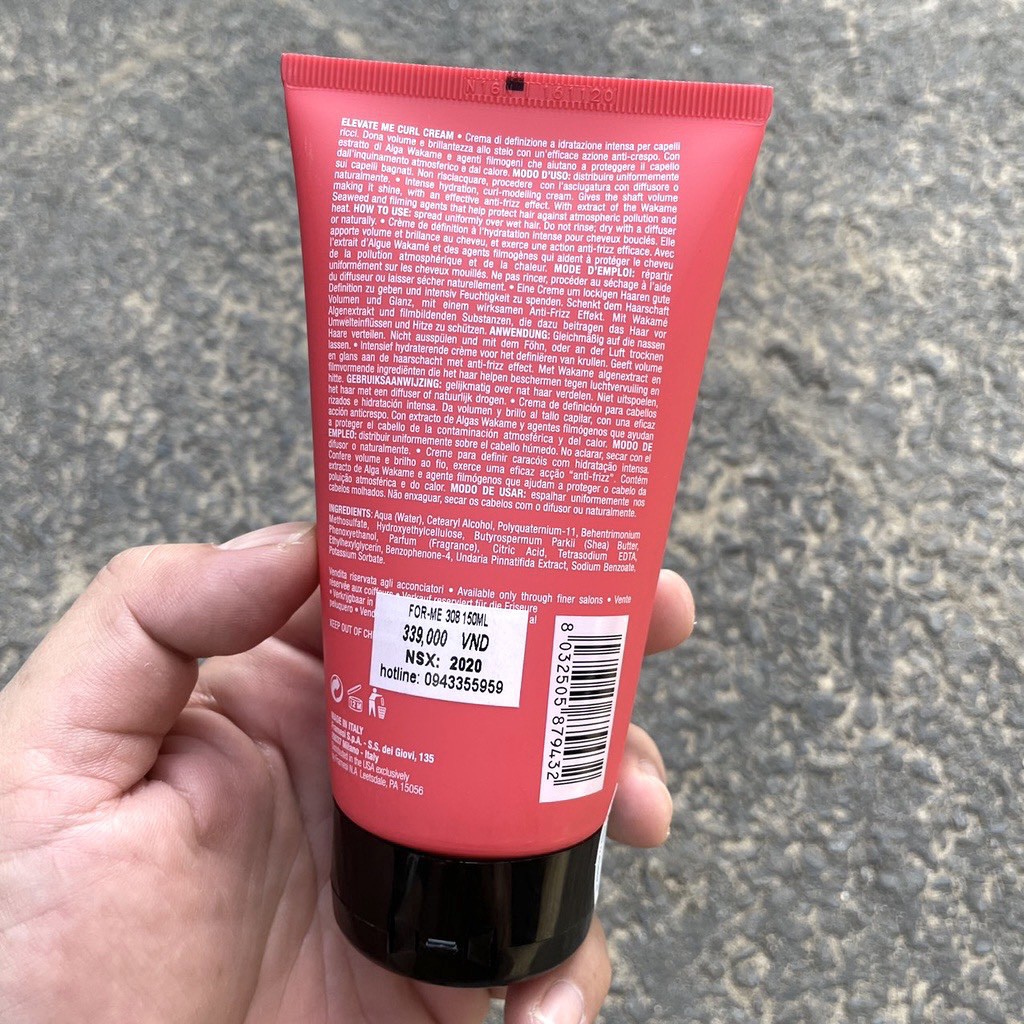 161120
ELEVATE ME CURL CREAM • Crema di definizione a idratazione intensa per capelli
ricci. Dona volume e brillantezza allo stelo con un'efficace azione anti-crespo. Con
estratto di Alga Wakame e agenti filmogeni che aiutano a proteggere il capello
dall'inquinamento atmosferico e dal calore. MODO D'USO: distribuire uniformemente
sui capelli bagnati. Non risciacquare, procedere con l'asciugatura con diffusore o
naturalmente. • Intense hydration, curl-modelling cream. Gives the shaft volume
making it shine, with an effective anti-frizz effect. With extract of the Wakame
Seaweed and filming agents that help protect hair against atmospheric pollution and
heat. HOW TO USE: spread uniformly over wet hair. Do not rinse; dry with a diffuser
or naturally. • Crème de définition à l'hydratation intense pour cheveux bouclés. Elle
apporte volume et brillance au cheveu, et exerce une action anti-frizz efficace. Avec
l'extrait d'Algue Wakamé et des agents filmogènes qui aident à protéger le cheveu
de la pollution atmosphérique et de la chaleur. MODE D'EMPLOI: répartir
uniformément sur les cheveux mouillés. Ne pas rincer, procéder au séchage à l'aide
du diffuseur ou laisser sécher naturellement. • Eine Creme um lockigen Haaren gute
Definition zu geben und intensiv Feuchtigkeit zu spenden. Schenkt dem Haarschaft
Volumen und Glanz, mit einem wirksamen Anti-Frizz Effekt. Mit Wakamé
Algenextrakt und filmbildenden Substanzen, die dazu beitragen das Haar vor
Umwelteinflüssen und Hitze zu schützen. ANWENDUNG: Gleichmäßig auf die nassen
Haare verteilen. Nicht ausspülen und mit dem Föhn, oder an der Luft trocknen
lassen. • Intensief hydraterende crème voor het definiëren van krullen. Geeft volume
en glans aan de haarschacht met anti-frizz effect. Met Wakame algenextract en
filmvormende ingrediënten die het haar helpen beschermen tegen luchtvervuiling en
hitte. GEBRUIKSAANWIJZING: gelijkmatig over nat haar verdelen. Niet uitspoelen,
het haar met een diffuser of natuurlijk drogen. • Crema de definición para cabellos
rizados e hidratación intensa. Da volumen y brillo al tallo capilar, con una eficaz
acción anticrespo. Con extracto de Algas Wakame y agentes filmógenos que ayudan
a proteger el cabello de la contaminación atmosférica y del calor. MODO DE
EMPLEO: distribuir uniformemente sobre el cabello húmedo. No aclarar, secar con el
difusor o naturalmente. • Creme para definir caracóis com hidratação intensa.
Confere volume e brilho ao fio, exerce uma eficaz acção "anti-frizz". Contém
extracto de Alga Wakame e agente filmógenos que ajudam a proteger o cabelo da
poluição atmosférica e do calor. MODO DE USAR: espalhar uniformemente nos
cabelos molhados. Não enxaguar, secar os cabelos com o difusor ou naturalmente.
INGREDIENTS: Aqua (Water), Cetearyl Alcohol, Polyquaternium-11, Behentrimonium
Methosulfate, Hydroxyethylcellulose, Butyrospermum Parkii (Shea) Butter,
Phenoxyethanol, Parfum (Fragrance), Citric Acid, Tetrasodium EDTA,
Ethylhexylglycerin, Benzophenone-4, Undaria Pinnatifida Extract, Sodium Benzoate,
Potassium Sorbate.
Vendita riservata agli acconciatori • Available only through finer salons • Vente
réservée aux coiffeurs • Verkauf reserviert für die Friseure
• Verkrijgbaar in al
peluquero • Vend
KEEP OUT OF
FOR-ME 308 150ML
339,000 VND
NSX: 2020
hotline: 0943355959
12 M
MADE IN ITALY
S.p.A. - S.S. dei Giovi, 135
Milano - Italy
in the USA exclusively
N.A Leetsdale, PA 15056
8 032505 879432